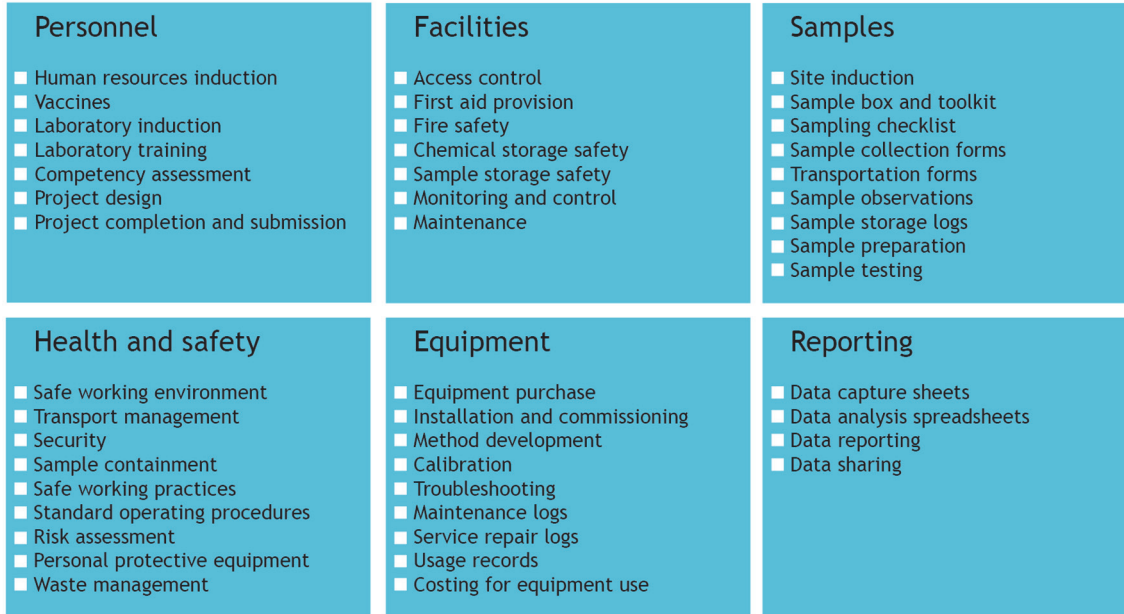 Personnel
Human resources induction
Vaccines
Laboratory induction
Laboratory training
Competency assessment
Project design
Project completion and submission
Facilities
Access control
First aid provision
Fire safety
Chemical storage safety
Sample storage safety
Monitoring and control
Maintenance
Samples
Site induction
Sample box and toolkit
Sampling checklist
Sample collection forms
Transportation forms
Sample observations
Sample storage logs
Sample preparation
Sample testing
Health and safety
Safe working environment
Transport management
Security
Sample containment
Safe working practices
Standard operating procedures
Risk assessment
Personal protective equipment
Waste management
Equipment
Equipment purchase
Installation and commissioning
Method development
Calibration
Troubleshooting
Maintenance logs
Service repair logs
Usage records
Costing for equipment use
Reporting
Data capture sheets
Data analysis spreadsheets
Data reporting
Data sharing